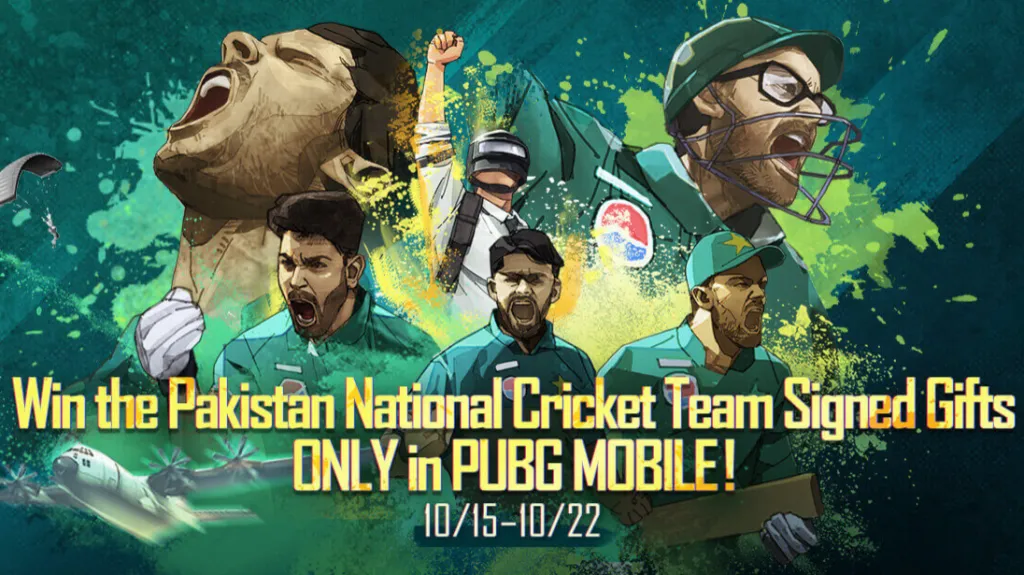 Win the Pakistan National Cricket Team Signed Gifts
ONLY in PUBG MOBILE!
10/15-10/22